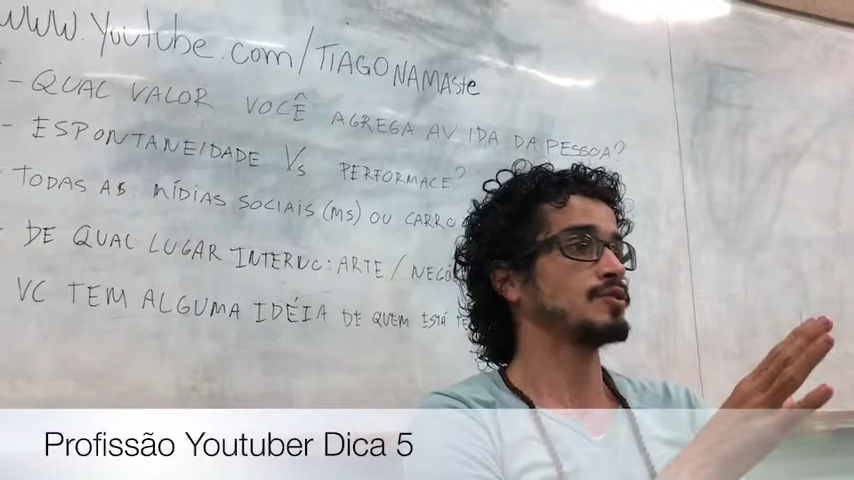 www.Youtube.com/TIAGONAMASte
- QUAL VALOR VOCÊ AGREGA AV IDA DA PESSOA?
- ESPONTANEIDADE Vs PERFORMACE?
TODAS AS MÍDIAS SOCIAIS (MS) OU CARRO
- DE QUAL LUGAR INTERNO: ARTE /
VC TEM ALGUMA IDÉIA DE QUEM ESTÁ
Profissão Youtuber Dica 5